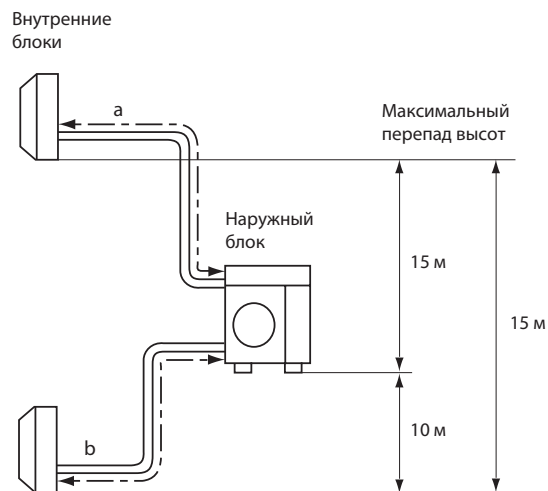 Внутренние
блоки
a
Максимальный
перепад высот
Наружный
блок
15 м
15 м
10 м
b